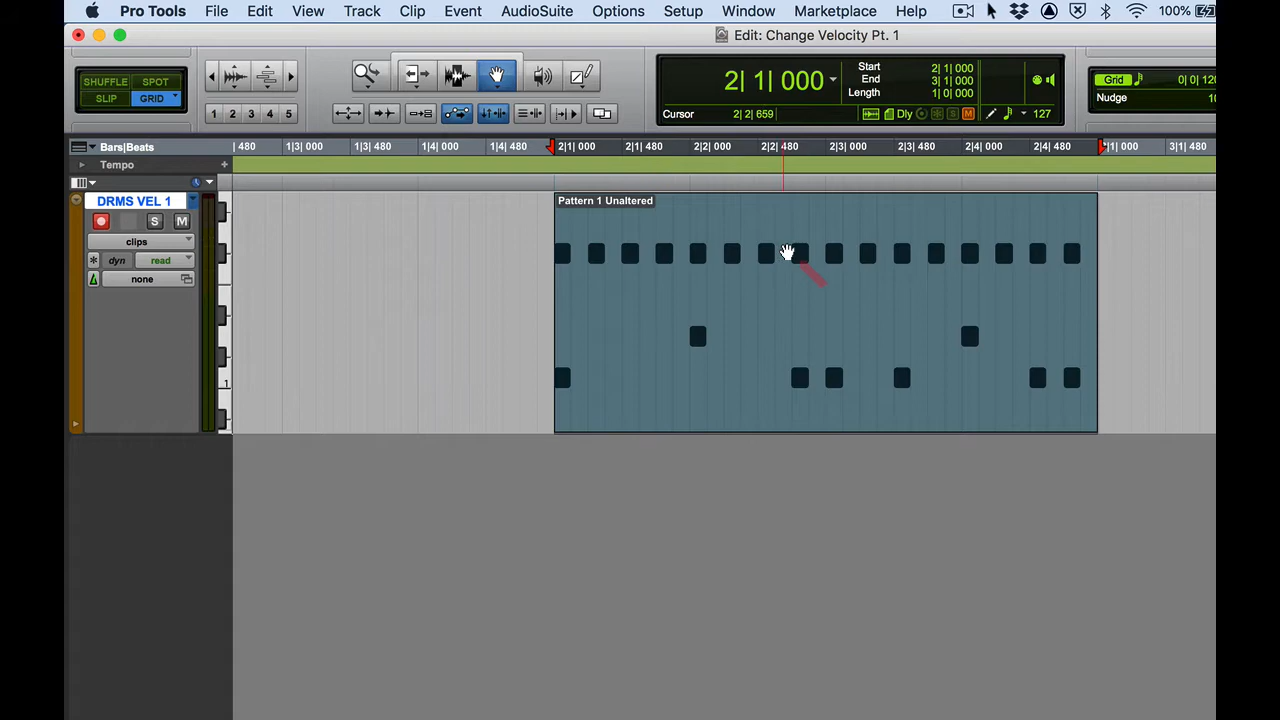 Pro Tools File Edit View Track Clip Event AudioSuite Options Setup Window Marketplace Help 100%
Edit: Change Velocity Pt. 1
SHUFFLE SPOT
SLIP GRID
1 2 3 4 5
2| 1| 000
Start 2| 1| 000
End 3| 1| 000
Length 1| 0| 000
Cursor 2| 2| 659 Dly S M 127
Grid 0| 0| 120
Nudge
Bars|Beats | 480 1|3| 000 1|3| 480 1|4| 000 1|4| 480 2|1| 000 2|1| 480 2|2| 000 2|2| 480 2|3| 000 2|3| 480 2|4| 000 2|4| 480 |1| 000 3|1| 48
Tempo +
DRMS VEL 1 Pattern 1 Unaltered
S M
clips
* dyn read
none
1